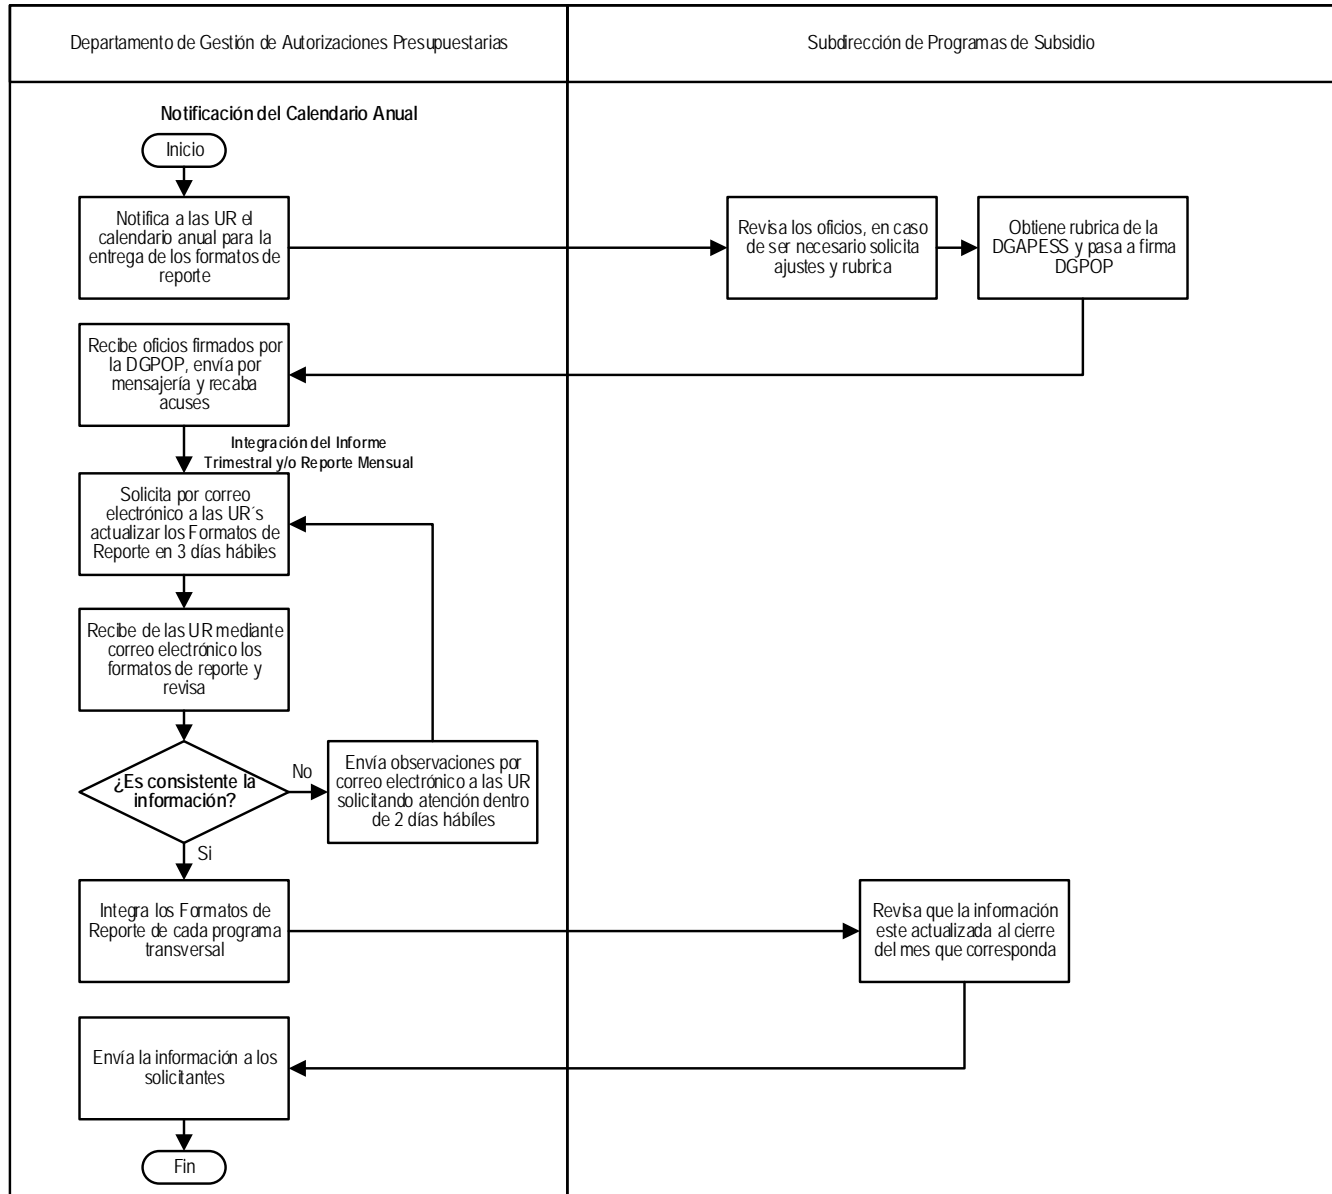 Departamento de Gestión de Autorizaciones Presupuestarias
Subdirección de Programas de Subsidio
Notificación del Calendario Anual
Inicio
Notifica a las UR el
calendario anual para la
entrega de los formatos de
reporte
Revisa los oficios, en caso
de ser necesario solicita
ajustes y rubrica
Obtiene rubrica de la
DGAPESS y pasa a firma
DGPOP
Recibe oficios firmados por
la DGPOP, envía por
mensajería y recaba
acuses
Integración del Informe
Trimestral y/o Reporte Mensual
Solicita por correo
electrónico a las UR´s
actualizar los Formatos de
Reporte en 3 días hábiles
Recibe de las UR mediante
correo electrónico los
formatos de reporte y
revisa
¿Es consistente la
información?
No
Envía observaciones por
correo electrónico a las UR
solicitando atención dentro
de 2 días hábíles
Si
Integra los Formatos de
Reporte de cada programa
transversal
Revisa que la información
este actualizada al cierre
del mes que corresponda
Envía la información a los
solicitantes
Fin